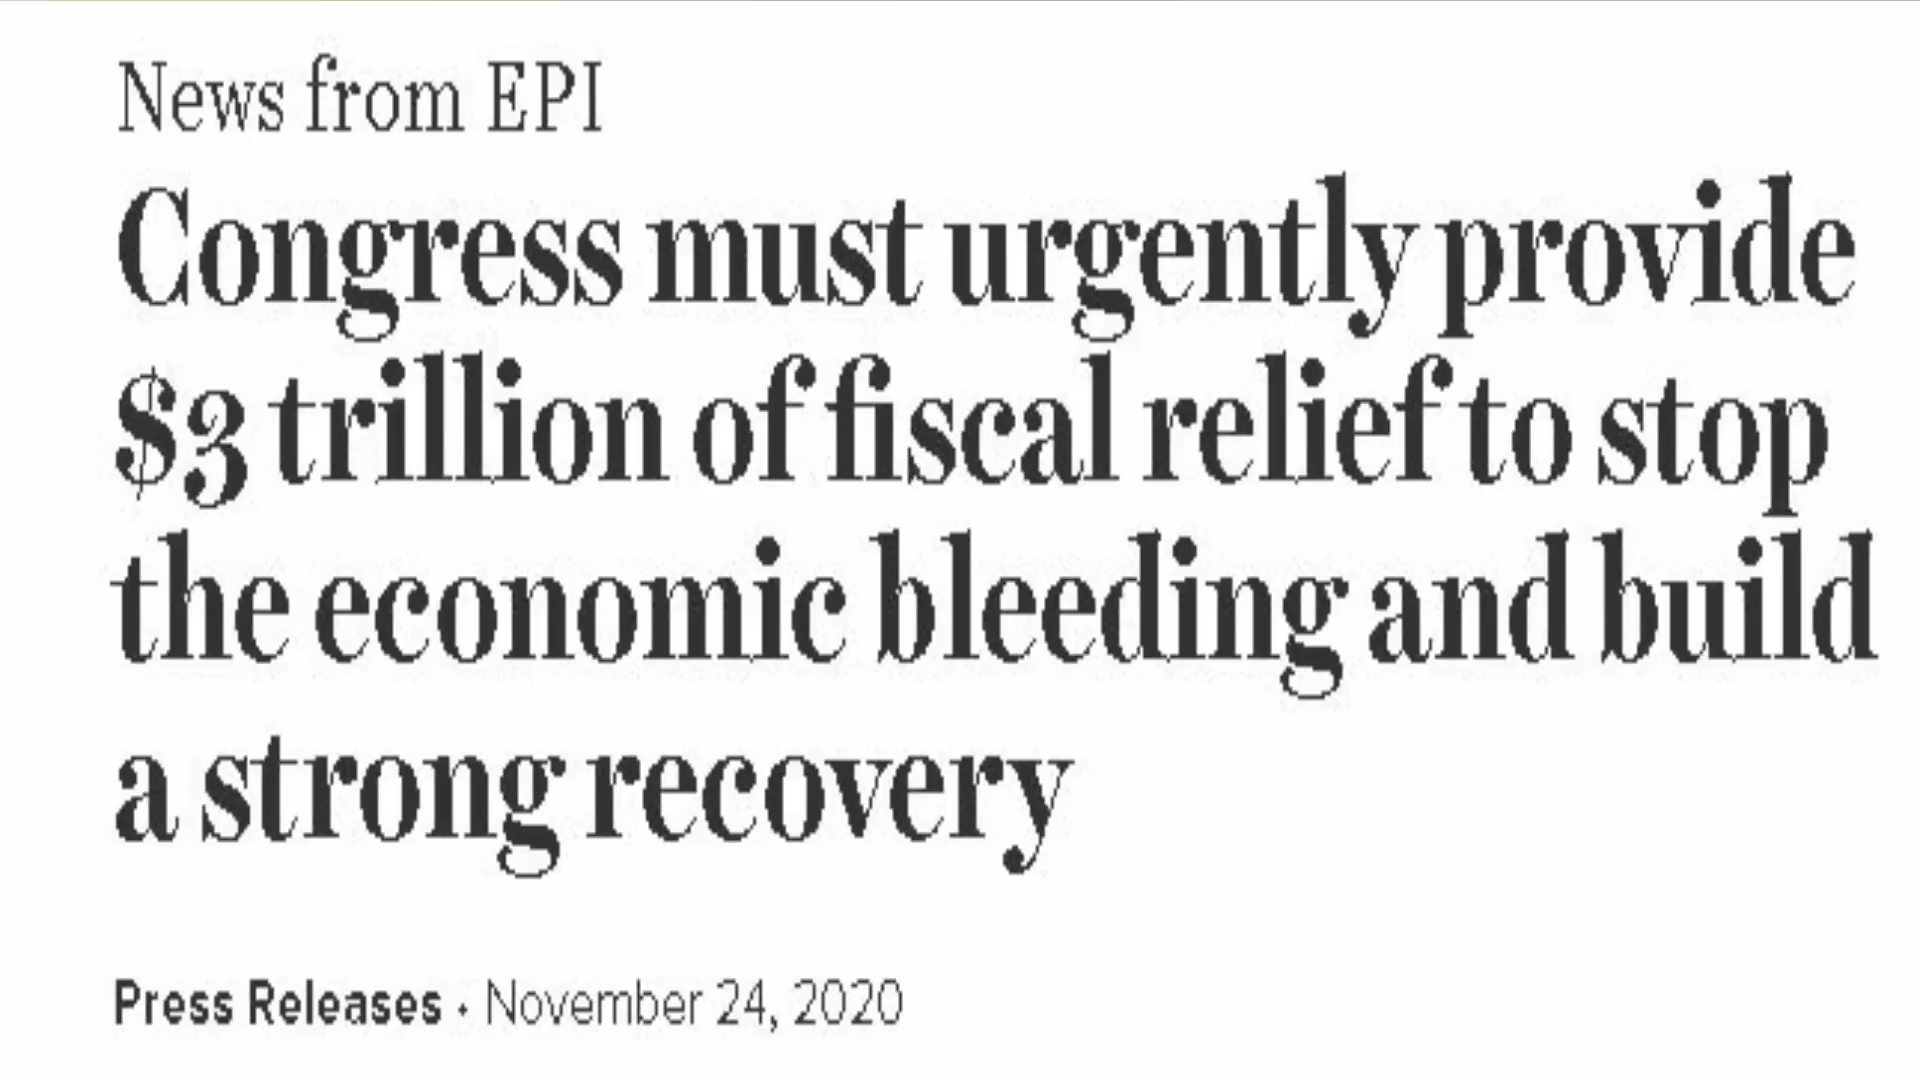 News from EPI
Congress must urgently provide
$3 trillion of fiscal relief to stop
the economic bleeding and build
a strong recovery
Press Releases • November 24, 2020